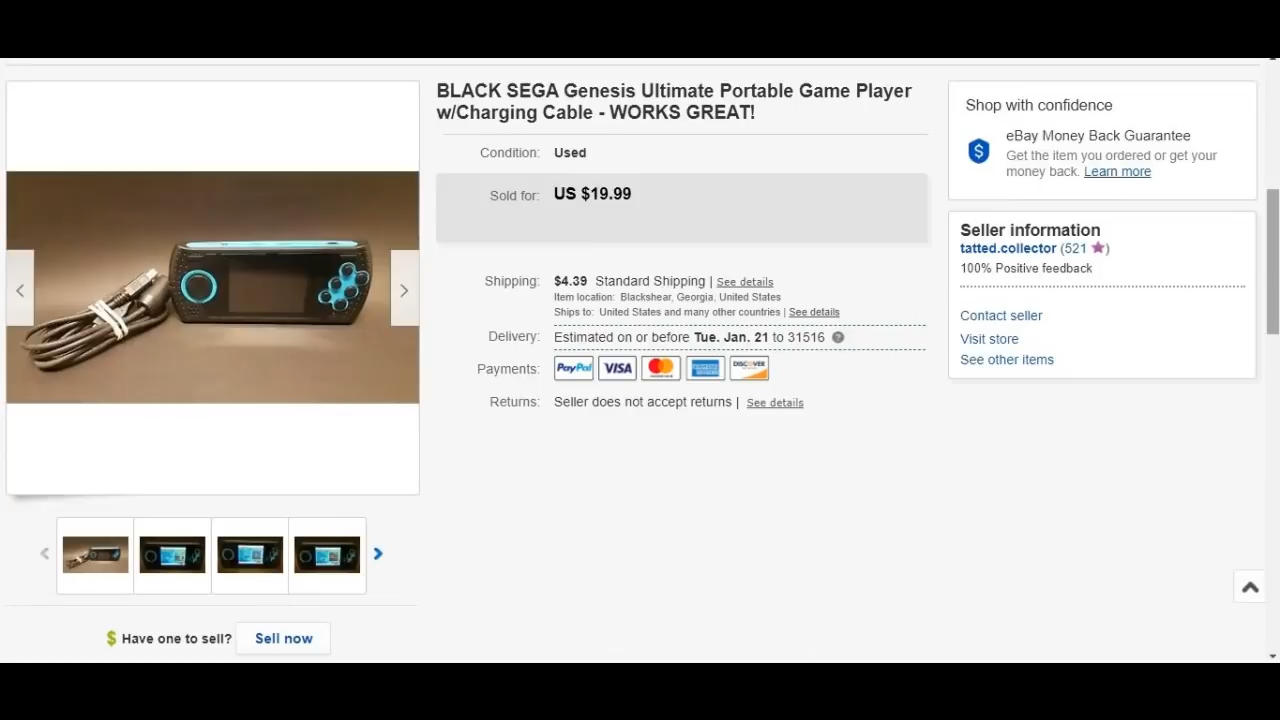 BLACK SEGA Genesis Ultimate Portable Game Player
w/Charging Cable - WORKS GREAT!
Condition: Used
Sold for: US $19.99
Shipping: $4.39 Standard Shipping | See details
Item location: Blackshear, Georgia, United States
Ships to: United States and many other countries | See details
Delivery: Estimated on or before Tue. Jan. 21 to 31516 ?
Payments: PayPal VISA MasterCard AMERICAN EXPRESS DISCOVER
Returns: Seller does not accept returns | See details
Shop with confidence
$ eBay Money Back Guarantee
Get the item you ordered or get your
money back. Learn more
Seller information
tatted.collector (521 ★)
100% Positive feedback
Contact seller
Visit store
See other items
$ Have one to sell? Sell now